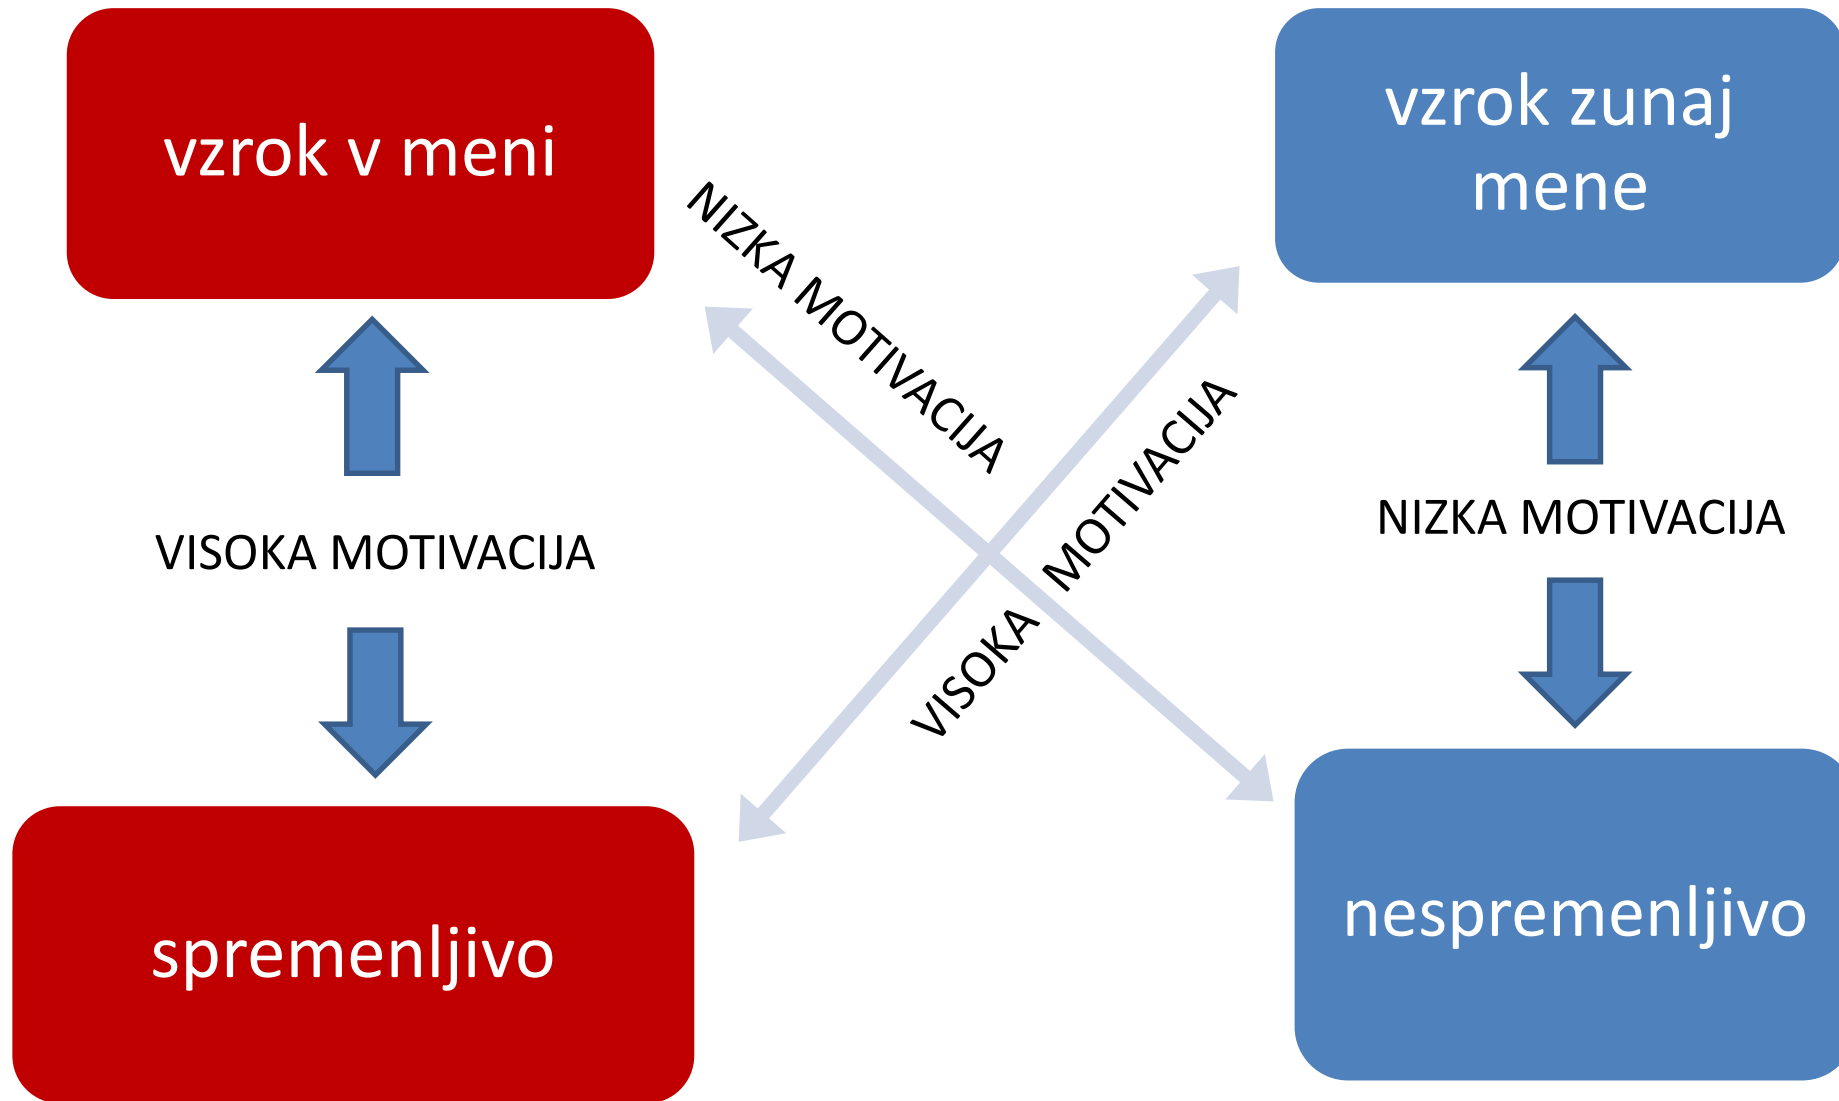 vzrok v meni
vzrok zunaj
mene
NIZKA MOTIVACIJA
VISOKA MOTIVACIJA
VISOKA MOTIVACIJA
NIZKA MOTIVACIJA
spremenljivo
nespremenljivo